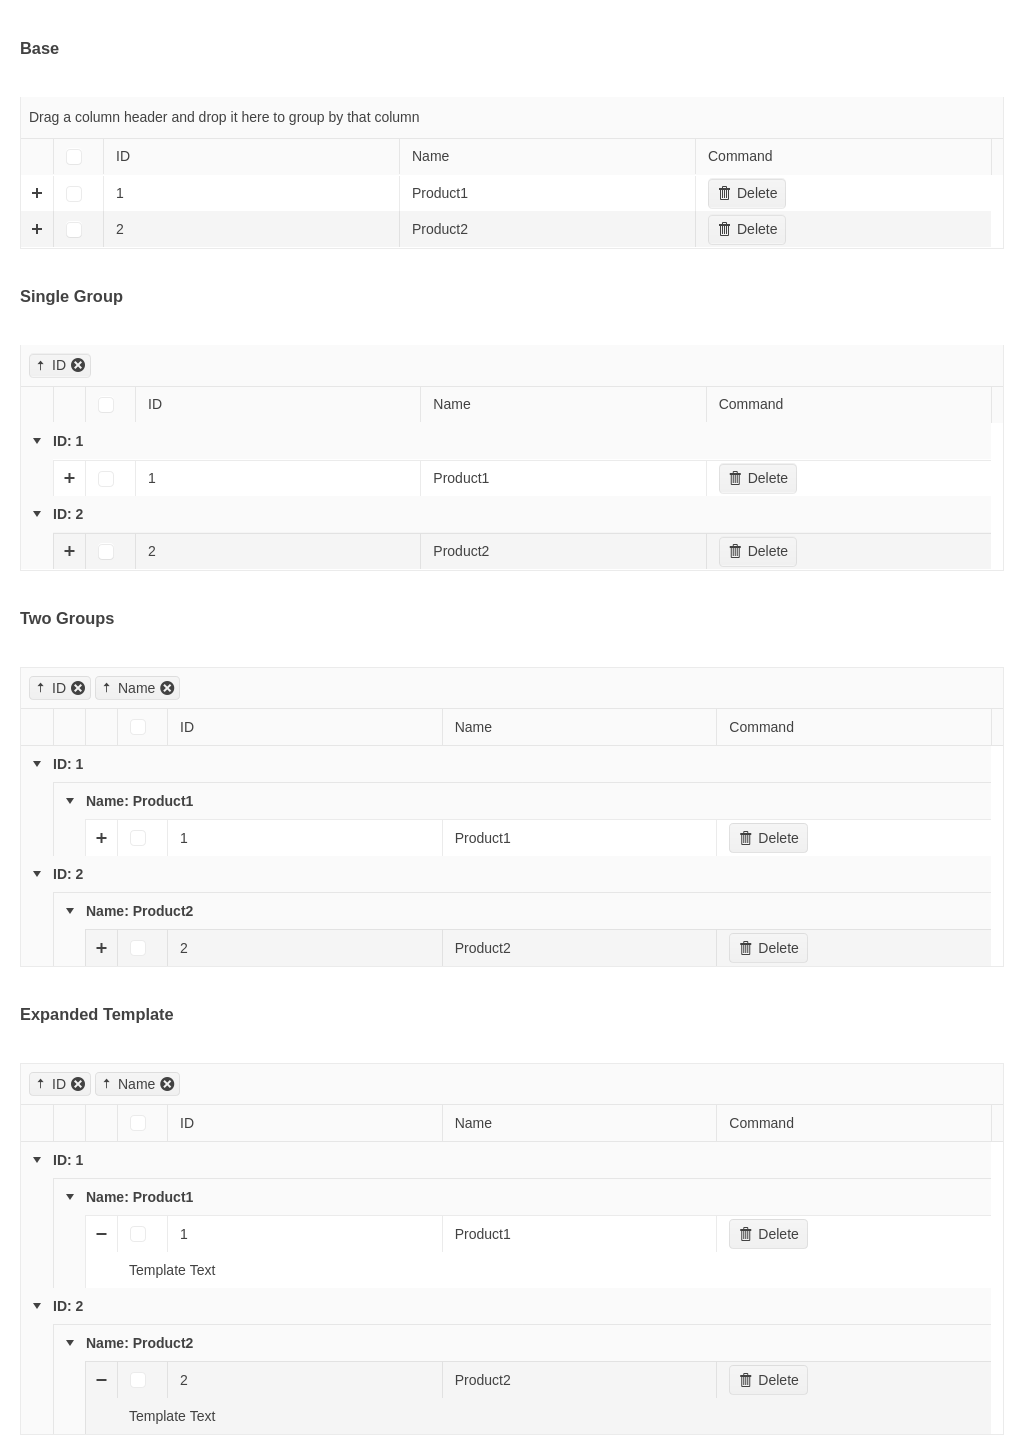 Base
Drag a column header and drop it here to group by that column
ID Name Command
1 Product1 Delete
2 Product2 Delete
Single Group
ID
ID Name Command
ID: 1
1 Product1 Delete
ID: 2
2 Product2 Delete
Two Groups
ID Name
ID Name Command
ID: 1
Name: Product1
1 Product1 Delete
ID: 2
Name: Product2
2 Product2 Delete
Expanded Template
ID Name
ID Name Command
ID: 1
Name: Product1
1 Product1 Delete
Template Text
ID: 2
Name: Product2
2 Product2 Delete
Template Text